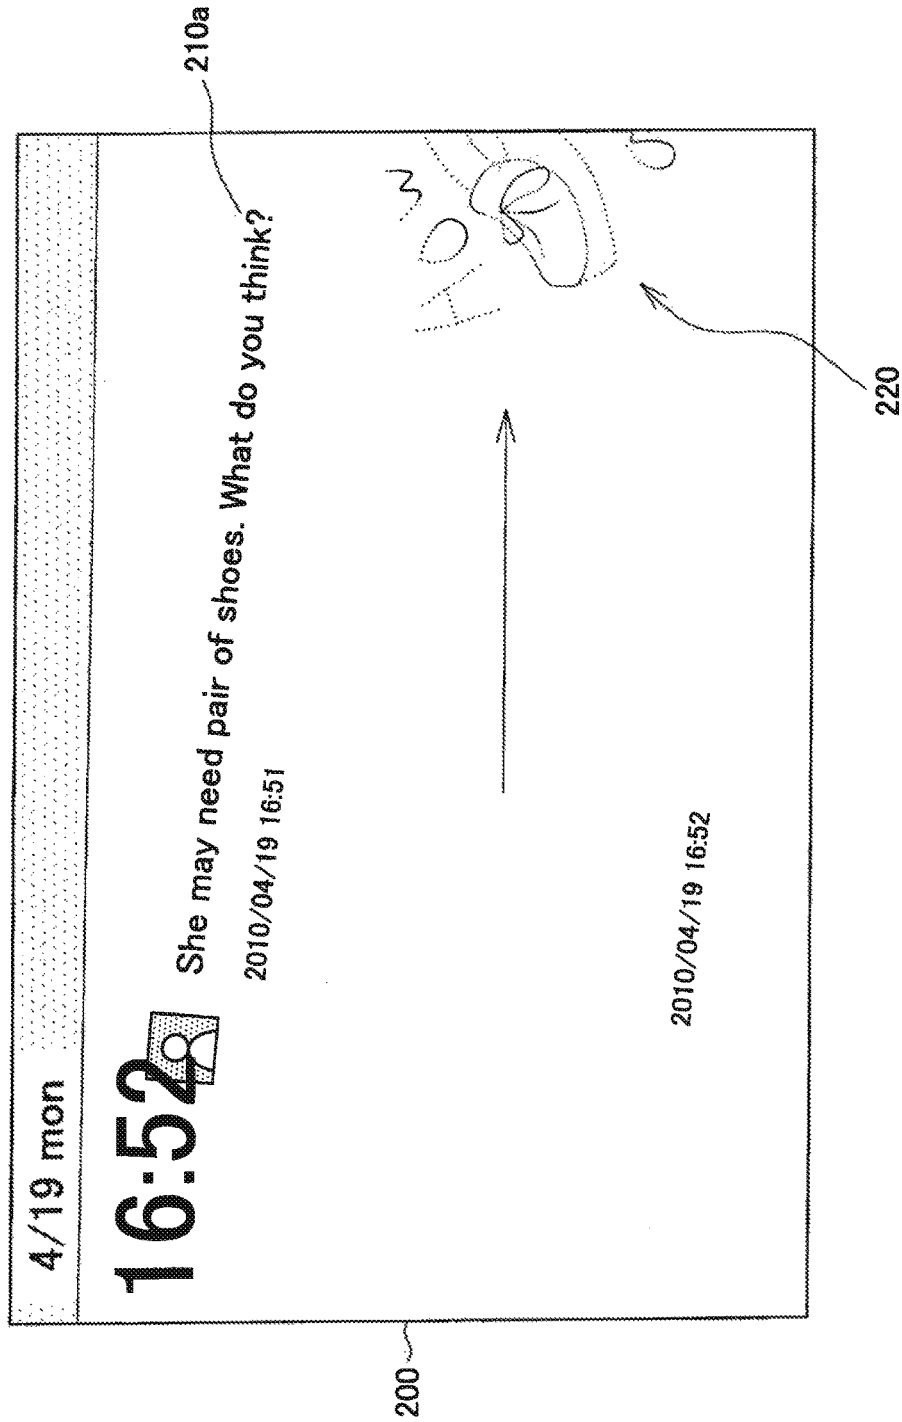 4/19 mon
16:52
She may need pair of shoes. What do you think?
210a
2010/04/19 16:51
2010/04/19 16:52
200
220